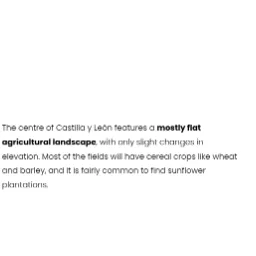 The centre of Castilla y León features a mostly flat
agricultural landscape, with only slight changes in
elevation. Most of the fields will have cereal crops like wheat
and barley, and it is fairly common to find sunflower
plantations.